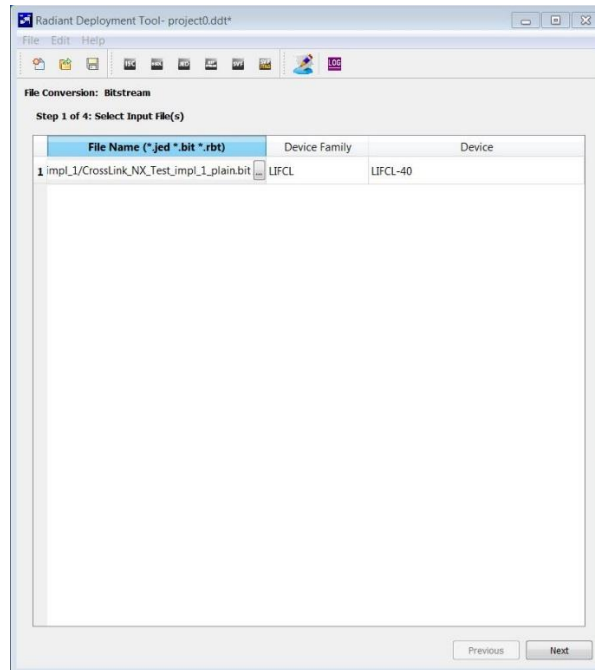 Radiant Deployment Tool- project0.ddt*
File Edit Help
LOG
File Conversion: Bitstream
Step 1 of 4: Select Input File(s)
File Name (*.jed *.bit *.rbt) Device Family Device
1 impl_1/CrossLink_NX_Test_impl_1_plain.bit ... LIFCL LIFCL-40
Previous Next